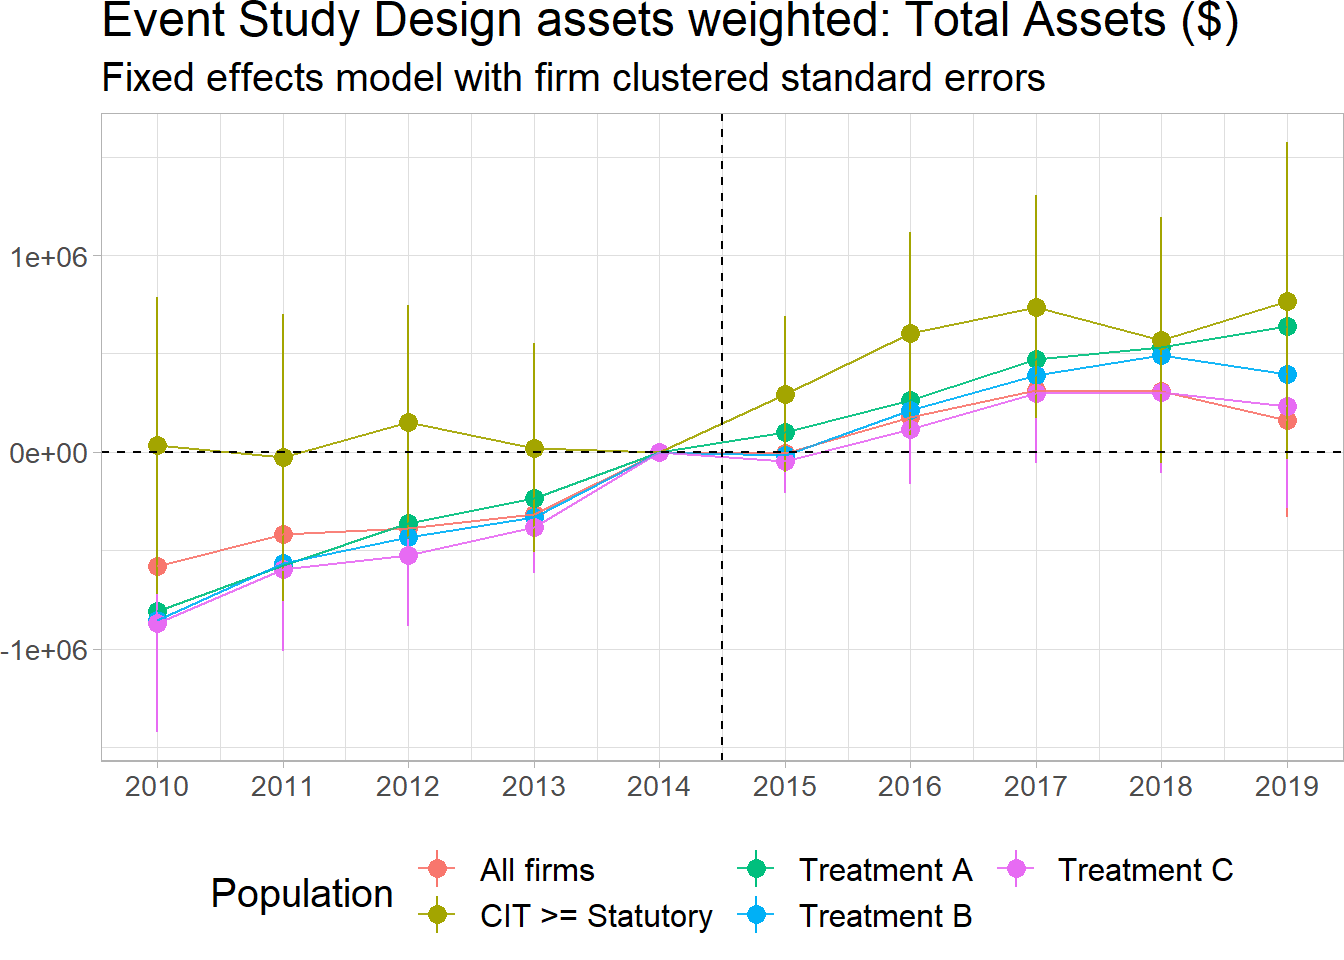 Event Study Design assets weighted: Total Assets ($)
Fixed effects model with firm clustered standard errors
1e+06
0e+00
-1e+06
2010 2011 2012 2013 2014 2015 2016 2017 2018 2019
Population
All firms
CIT >= Statutory
Treatment A
Treatment B
Treatment C